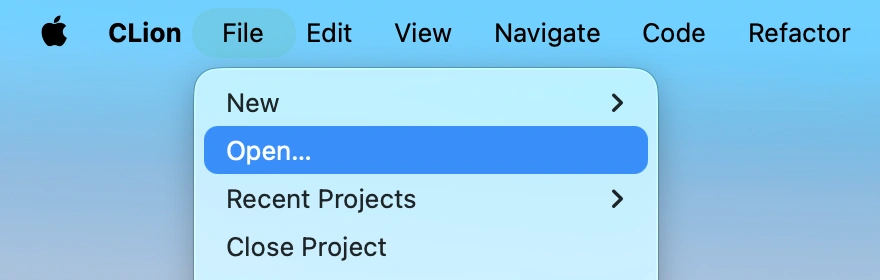 CLion File Edit View Navigate Code Refactor
New
Open...
Recent Projects
Close Project